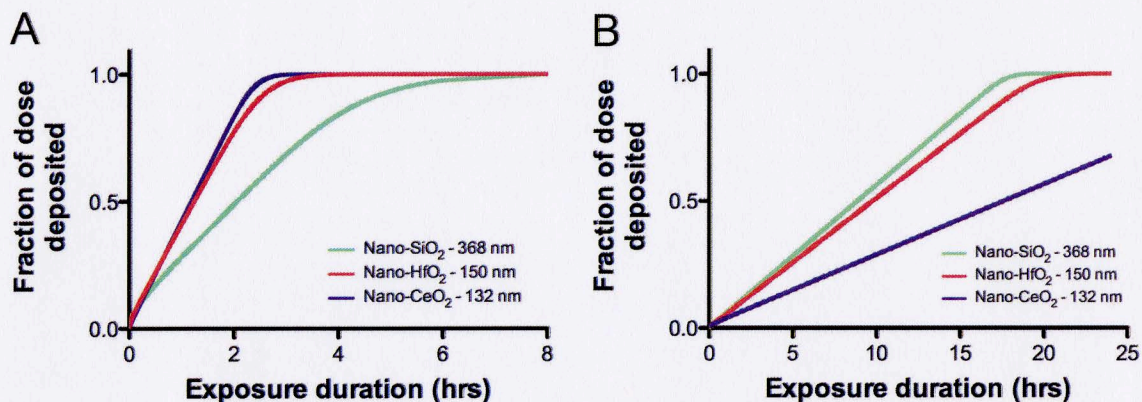 A
Fraction of dose
deposited
1.0
0.5
0.0
Nano-SiO₂ - 368 nm
Nano-HfO₂ - 150 nm
Nano-CeO₂ - 132 nm
0 2 4 6 8
Exposure duration (hrs)
B
Fraction of dose
deposited
1.0
0.5
0.0
Nano-SiO₂ - 368 nm
Nano-HfO₂ - 150 nm
Nano-CeO₂ - 132 nm
0 5 10 15 20 25
Exposure duration (hrs)